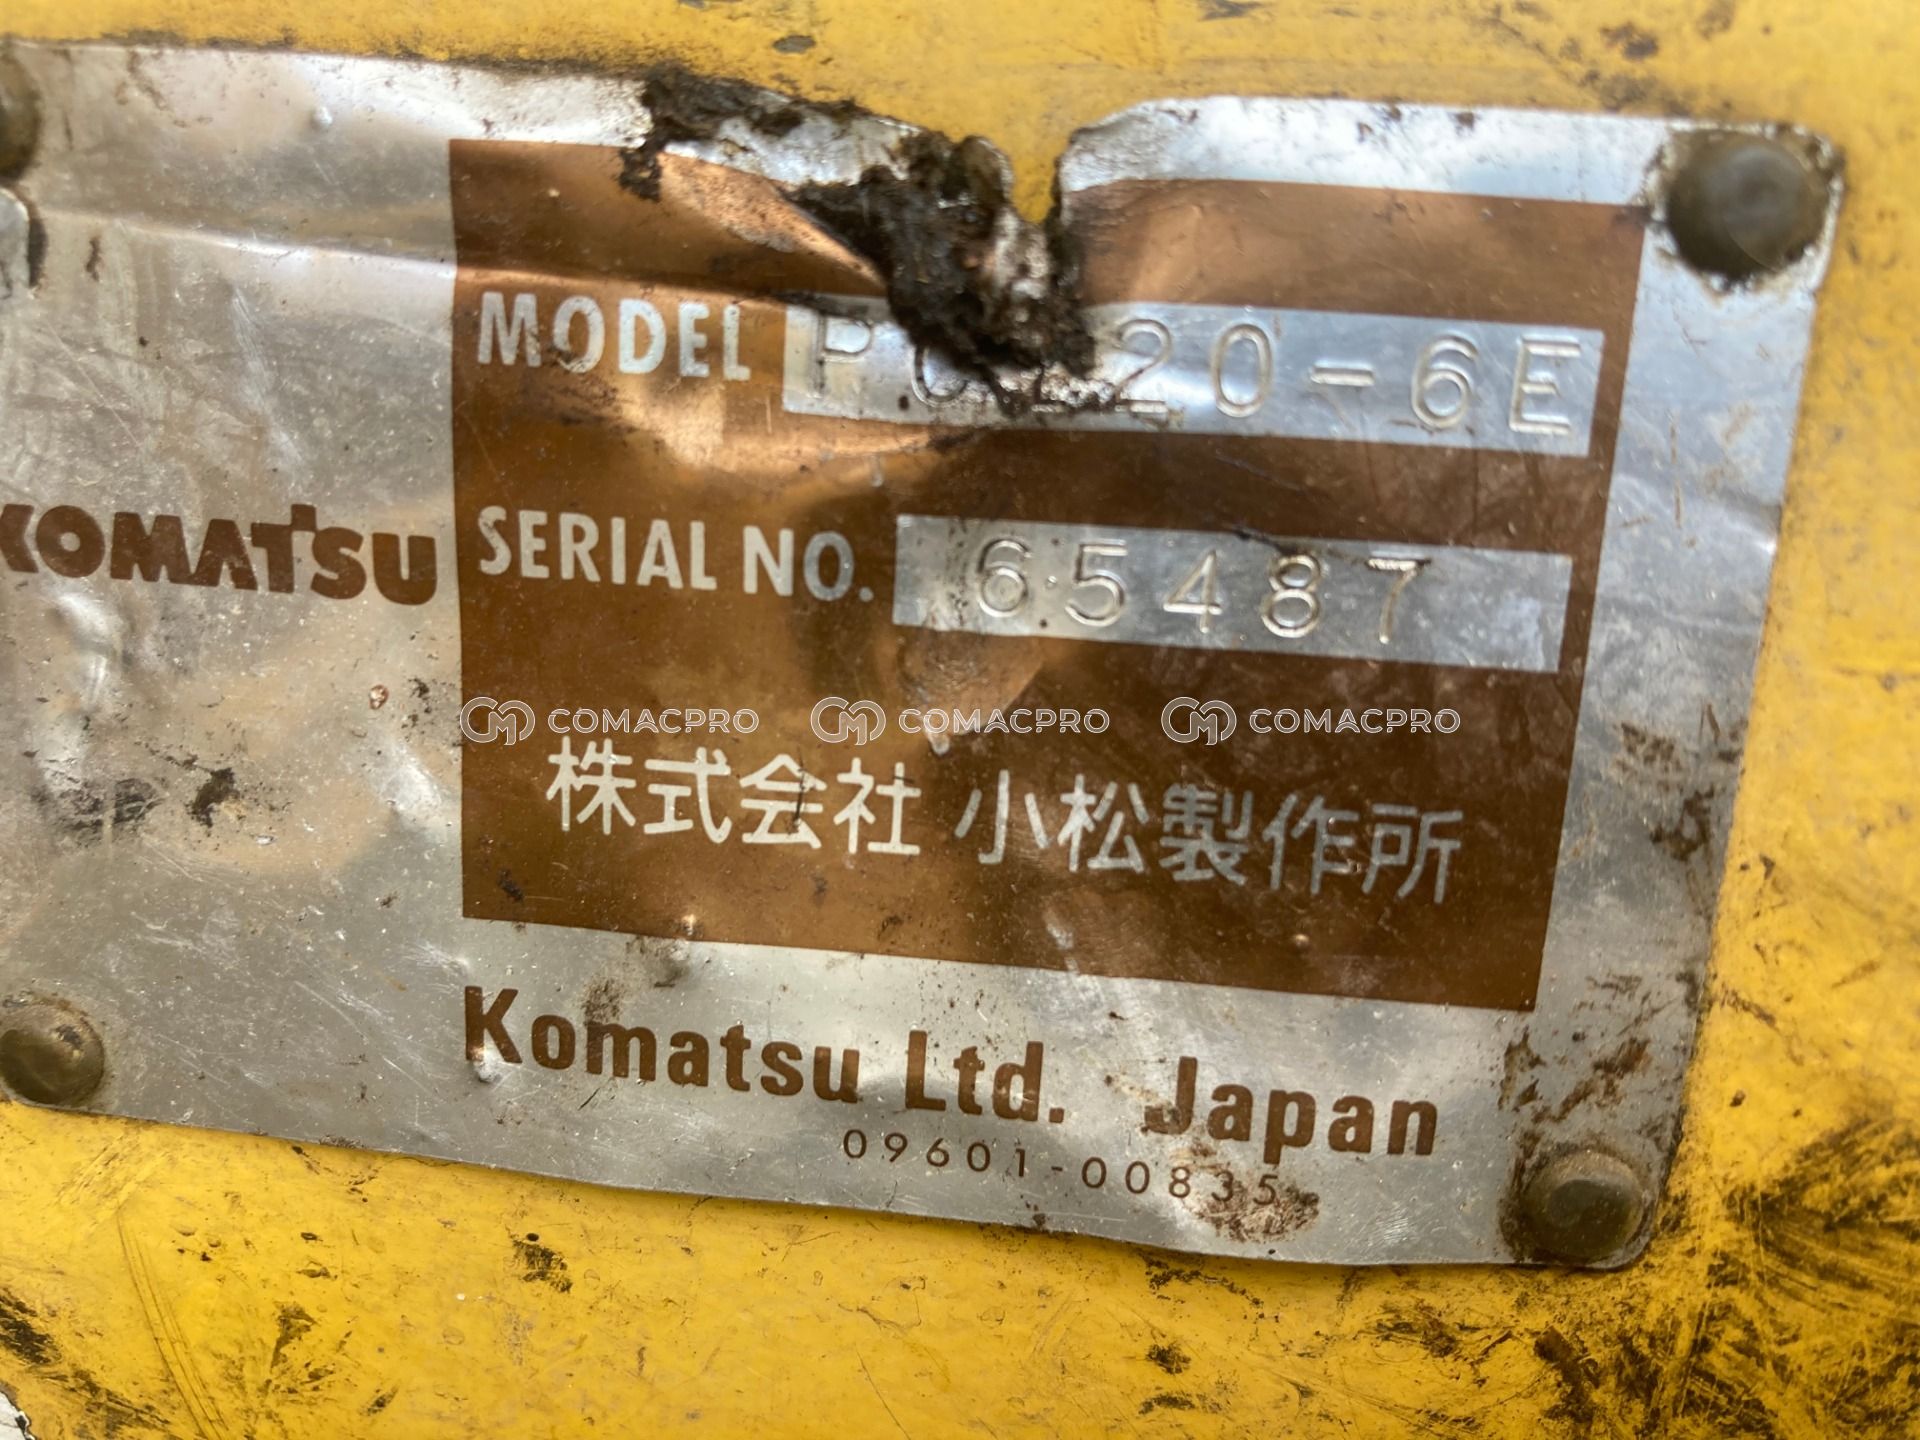 MODEL
KOMATSU
SERIAL NO. 65487
COMACPRO COMACPRO COMACPRO
株式会社 小松製作所
Komatsu Ltd. Japan
09601-00835